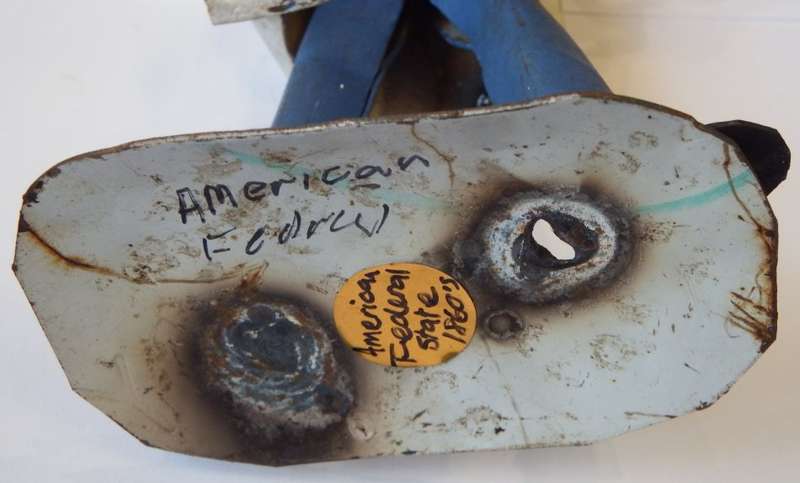 American
Fedral
American
Federal
State
1860's